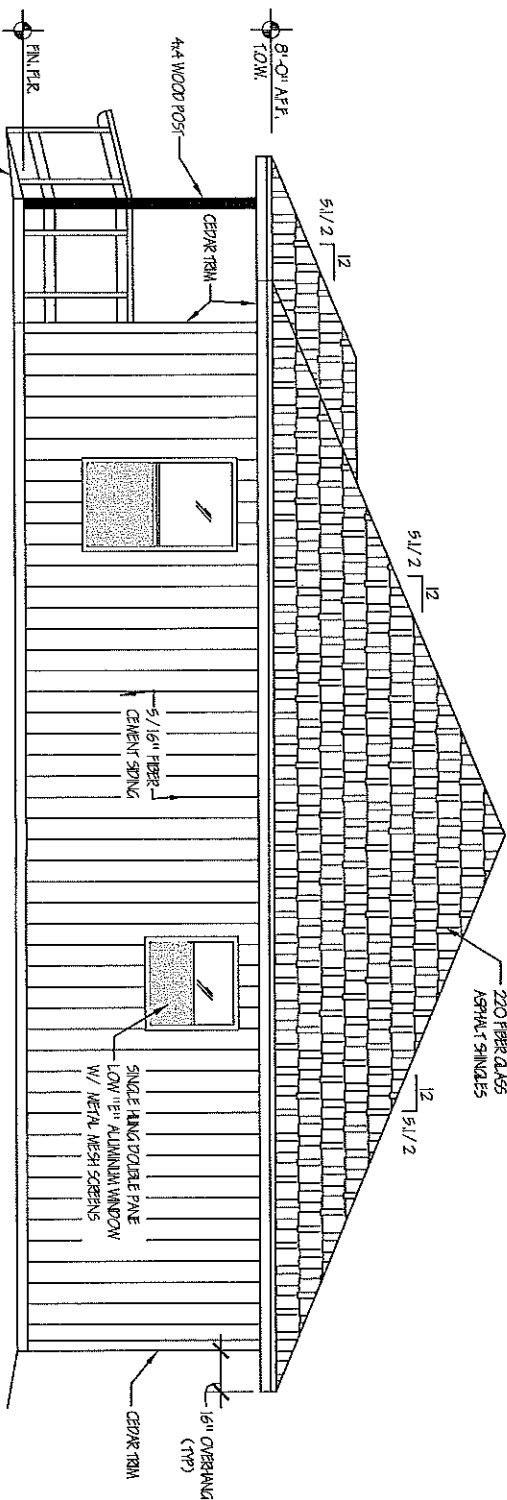 220 FIBERGLASS
ASPHALT SHINGLES
12
5.1/2
12
5.1/2
12
5.1/2
8'-0" A.F.F.
T.O.W.
16" OVERHANG
(TYP)
4x4 WOOD POST
CEDAR TRIM
5/16" FIBER
CEMENT SIDING
SINGLE HUNG DOUBLE PANE
LOW "E" ALUMINUM WINDOW
W/ METAL MESH SCREENS
CEDAR TRIM
FIN. FLR.